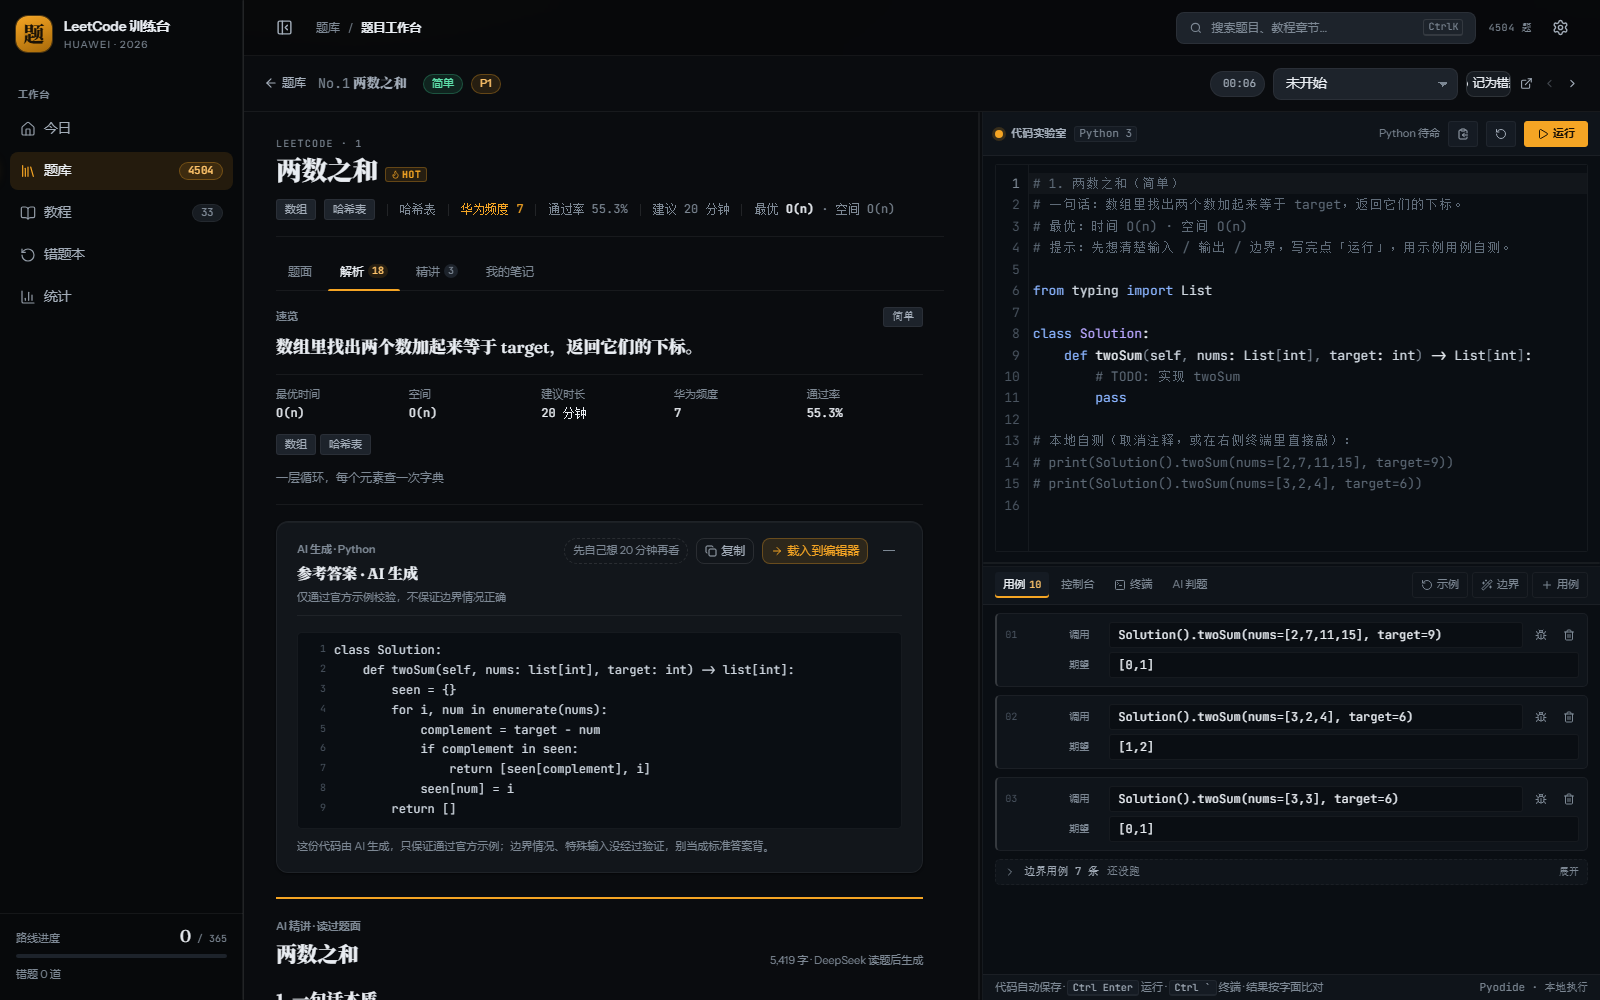 题
LeetCode 训练台
HUAWEI · 2026
工作台
今日
题库 4504
教程 33
错题本
统计
路线进度 0 / 365
错题 0 道
题库 / 题目工作台
搜索题目、教程章节… CtrlK
4504 题
← 题库 No.1 两数之和 简单 P1
00:06 未开始 记为错
LEETCODE · 1
两数之和 HOT
数组 哈希表 哈希表 华为频度 7 通过率 55.3% 建议 20 分钟 最优 O(n) · 空间 O(n)
题面 解析 18 精讲 3 我的笔记
速览 简单
数组里找出两个数加起来等于 target，返回它们的下标。
最优时间 空间 建议时长 华为频度 通过率
O(n) O(n) 20 分钟 7 55.3%
数组 哈希表
一层循环，每个元素查一次字典
AI 生成 · Python
先自己想 20 分钟再看 复制 → 载入到编辑器 —
参考答案 · AI 生成
仅通过官方示例校验，不保证边界情况正确
1 class Solution:
2 def twoSum(self, nums: list[int], target: int) -> list[int]:
3 seen = {}
4 for i, num in enumerate(nums):
5 complement = target - num
6 if complement in seen:
7 return [seen[complement], i]
8 seen[num] = i
9 return []
这份代码由 AI 生成，只保证通过官方示例；边界情况、特殊输入没经过验证，别当成标准答案背。
AI 精讲 · 读过题面
两数之和
5,419 字 · DeepSeek 读题后生成
1. 一句话本质
代码实验室 Python 3
Python 待命 运行
1 # 1. 两数之和（简单）
2 # 一句话：数组里找出两个数加起来等于 target，返回它们的下标。
3 # 最优：时间 O(n) · 空间 O(n)
4 # 提示：先想清楚输入 / 输出 / 边界，写完点「运行」，用示例用例自测。
5
6 from typing import List
7
8 class Solution:
9 def twoSum(self, nums: List[int], target: int) -> List[int]:
10 # TODO: 实现 twoSum
11 pass
12
13 # 本地自测（取消注释，或在右侧终端里直接敲）：
14 # print(Solution().twoSum(nums=[2,7,11,15], target=9))
15 # print(Solution().twoSum(nums=[3,2,4], target=6))
16
用例 10 控制台 终端 AI 判题
示例 边界 + 用例
01 调用 Solution().twoSum(nums=[2,7,11,15], target=9)
期望 [0,1]
02 调用 Solution().twoSum(nums=[3,2,4], target=6)
期望 [1,2]
03 调用 Solution().twoSum(nums=[3,3], target=6)
期望 [0,1]
边界用例 7 条 还没跑 展开
代码自动保存 · Ctrl Enter 运行 · Ctrl ` 终端 · 结果按字面比对
Pyodide · 本地执行